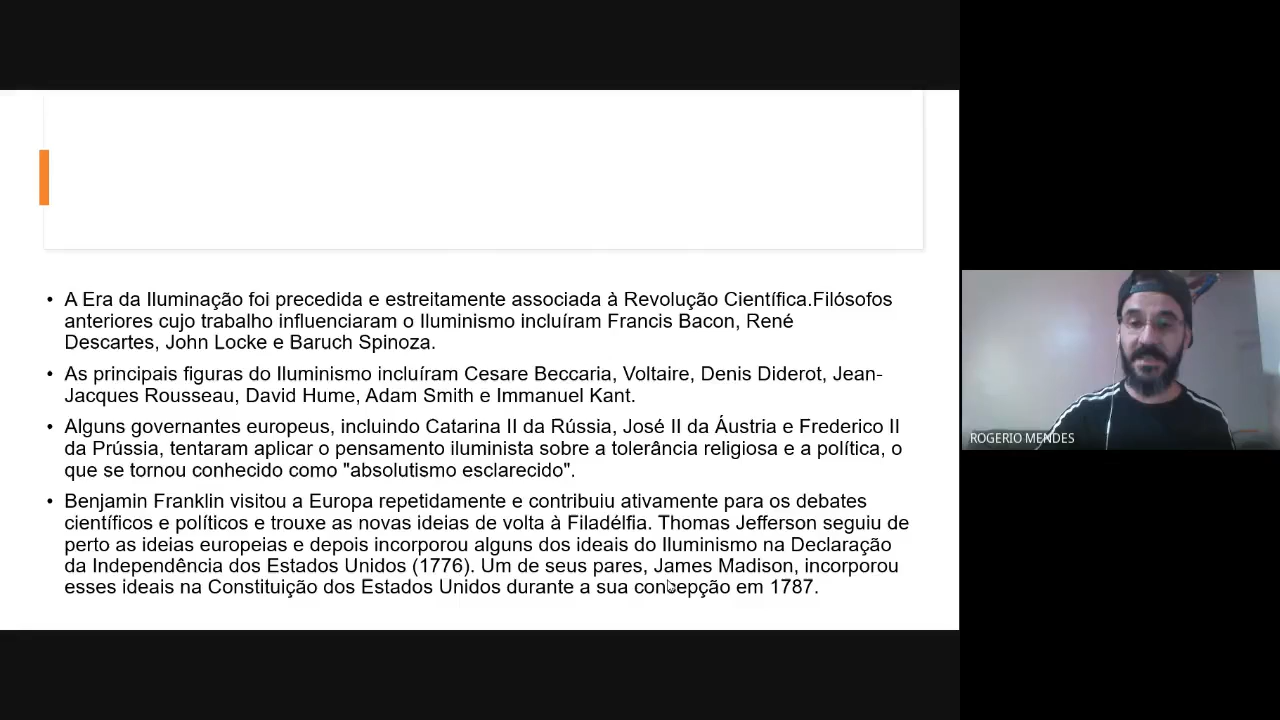 • A Era da Iluminação foi precedida e estreitamente associada à Revolução Científica.Filósofos
anteriores cujo trabalho influenciaram o Iluminismo incluíram Francis Bacon, René
Descartes, John Locke e Baruch Spinoza.
• As principais figuras do Iluminismo incluíram Cesare Beccaria, Voltaire, Denis Diderot, Jean-
Jacques Rousseau, David Hume, Adam Smith e Immanuel Kant.
• Alguns governantes europeus, incluindo Catarina II da Rússia, José II da Áustria e Frederico II
da Prússia, tentaram aplicar o pensamento iluminista sobre a tolerância religiosa e a política, o
que se tornou conhecido como "absolutismo esclarecido".
• Benjamin Franklin visitou a Europa repetidamente e contribuiu ativamente para os debates
científicos e políticos e trouxe as novas ideias de volta à Filadélfia. Thomas Jefferson seguiu de
perto as ideias europeias e depois incorporou alguns dos ideais do Iluminismo na Declaração
da Independência dos Estados Unidos (1776). Um de seus pares, James Madison, incorporou
esses ideais na Constituição dos Estados Unidos durante a sua concepção em 1787.
ROGERIO MENDES